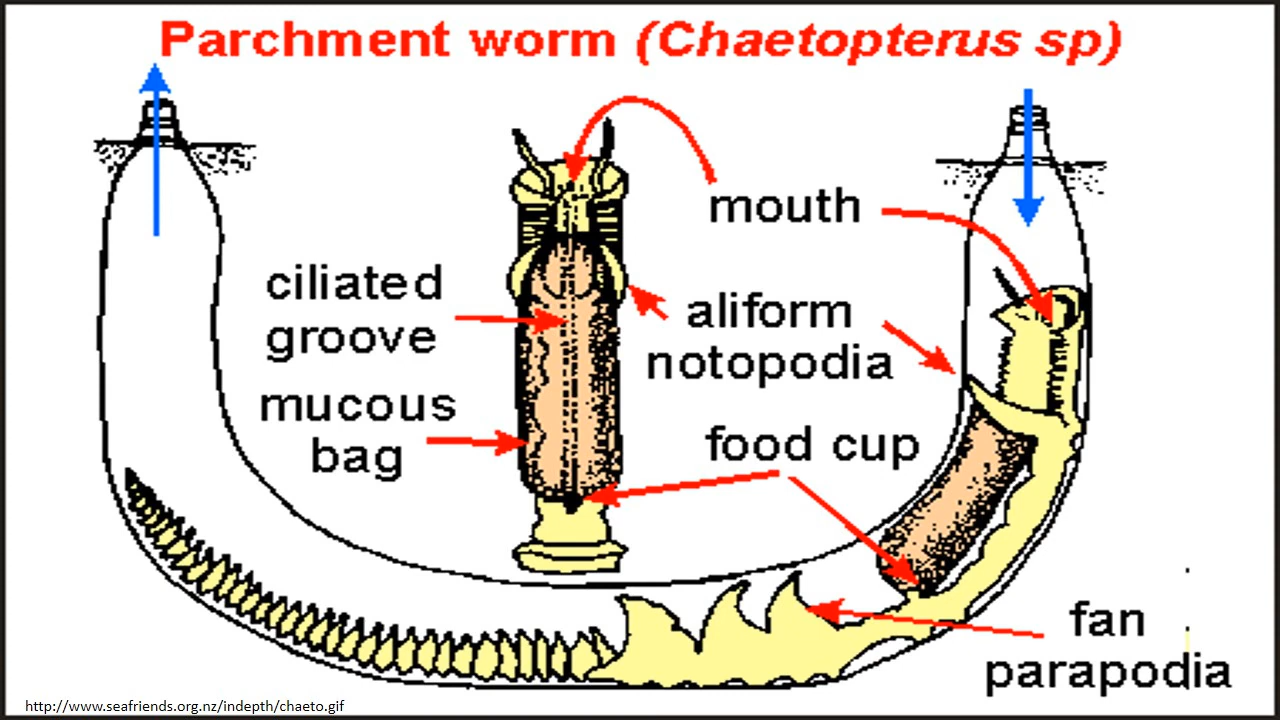 Parchment worm (Chaetopterus sp)
mouth
ciliated
groove
aliform
notopodia
mucous
bag
food cup
fan
parapodia
http://www.seafriends.org.nz/indepth/chaeto.gif